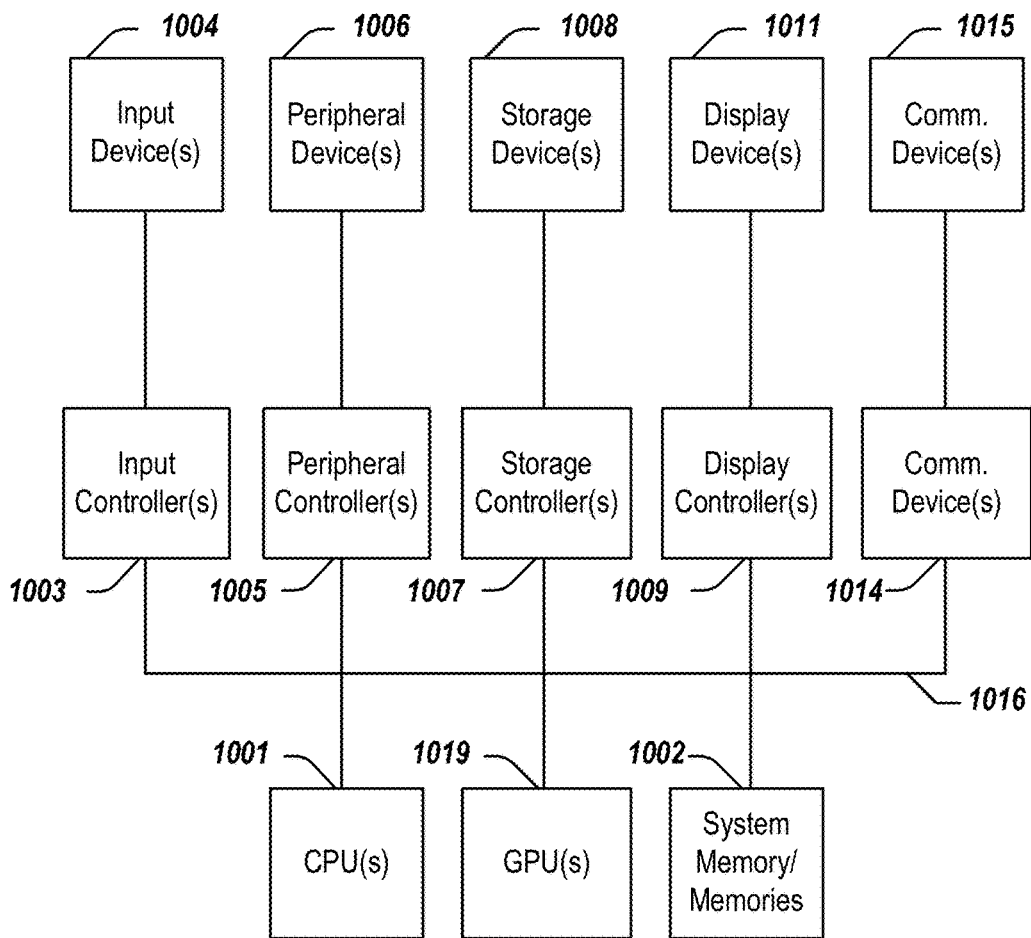 1004
1006
1008
1011
1015
Input
Device(s)
Peripheral
Device(s)
Storage
Device(s)
Display
Device(s)
Comm.
Device(s)
Input
Controller(s)
Peripheral
Controller(s)
Storage
Controller(s)
Display
Controller(s)
Comm.
Device(s)
1003
1005
1007
1009
1014
1016
1001
1019
1002
CPU(s)
GPU(s)
System
Memory/
Memories